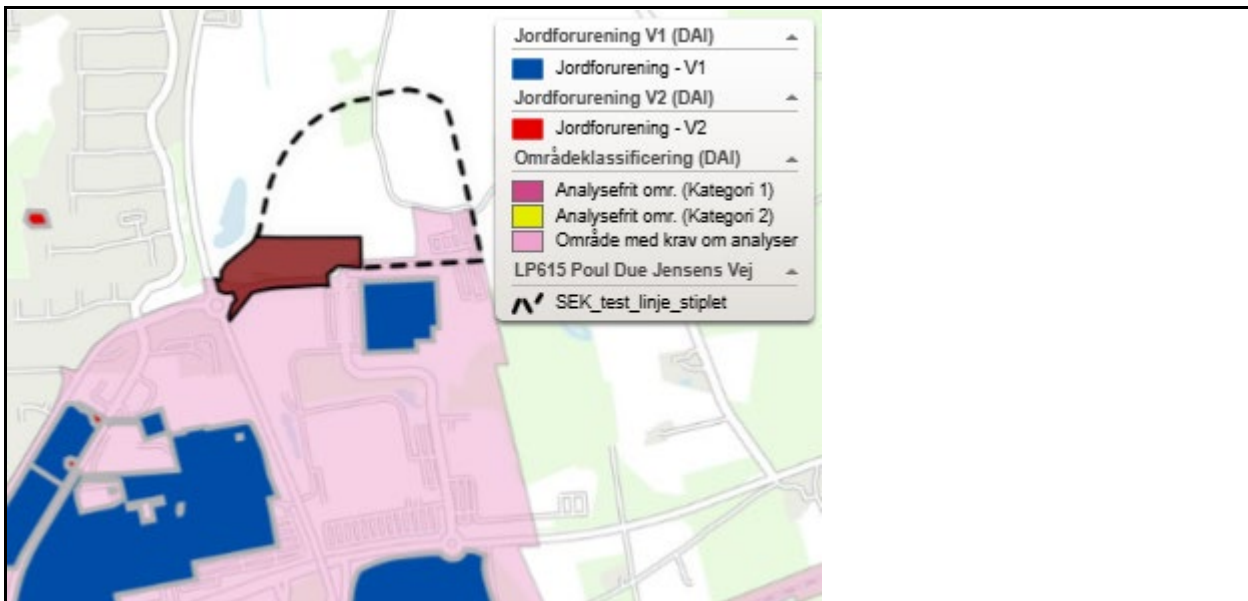 Jordforurening V1 (DAI)
Jordforurening - V1
Jordforurening V2 (DAI)
Jordforurening - V2
Områdeklassificering (DAI)
Analysefrit omr. (Kategori 1)
Analysefrit omr. (Kategori 2)
Område med krav om analyser
LP615 Poul Due Jensens Vej
SEK_test_linje_stiplet